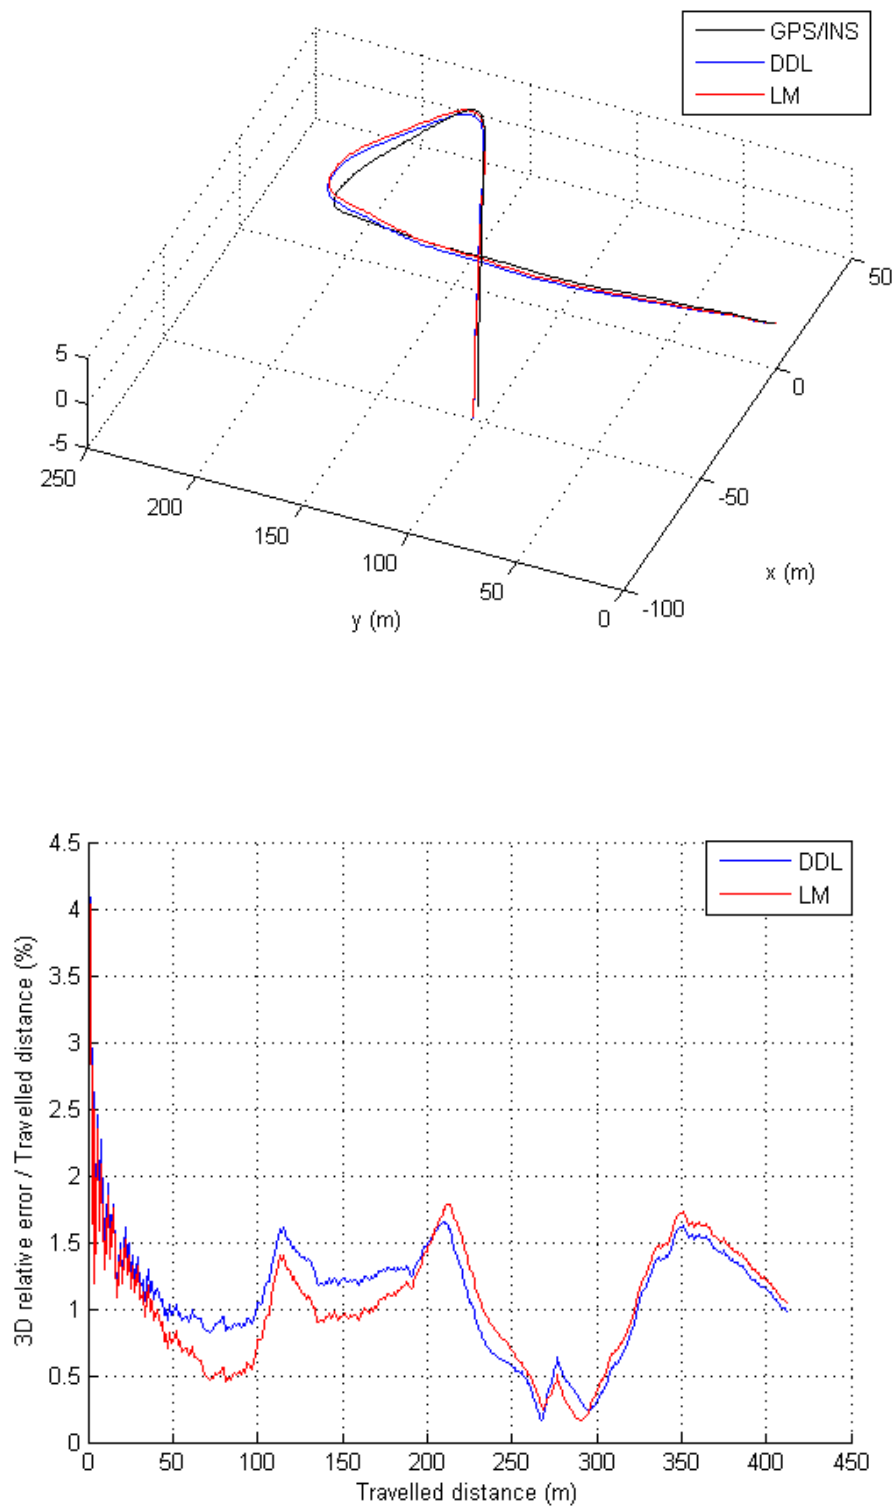 GPS/INS
DDL
LM
50
0
-50
-100
x (m)
5
0
-5
250
200
150
100
50
0
y (m)
DDL
LM
4.5
4
3.5
3
2.5
2
1.5
1
0.5
0
3D relative error / Travelled distance (%)
0 50 100 150 200 250 300 350 400 450
Travelled distance (m)